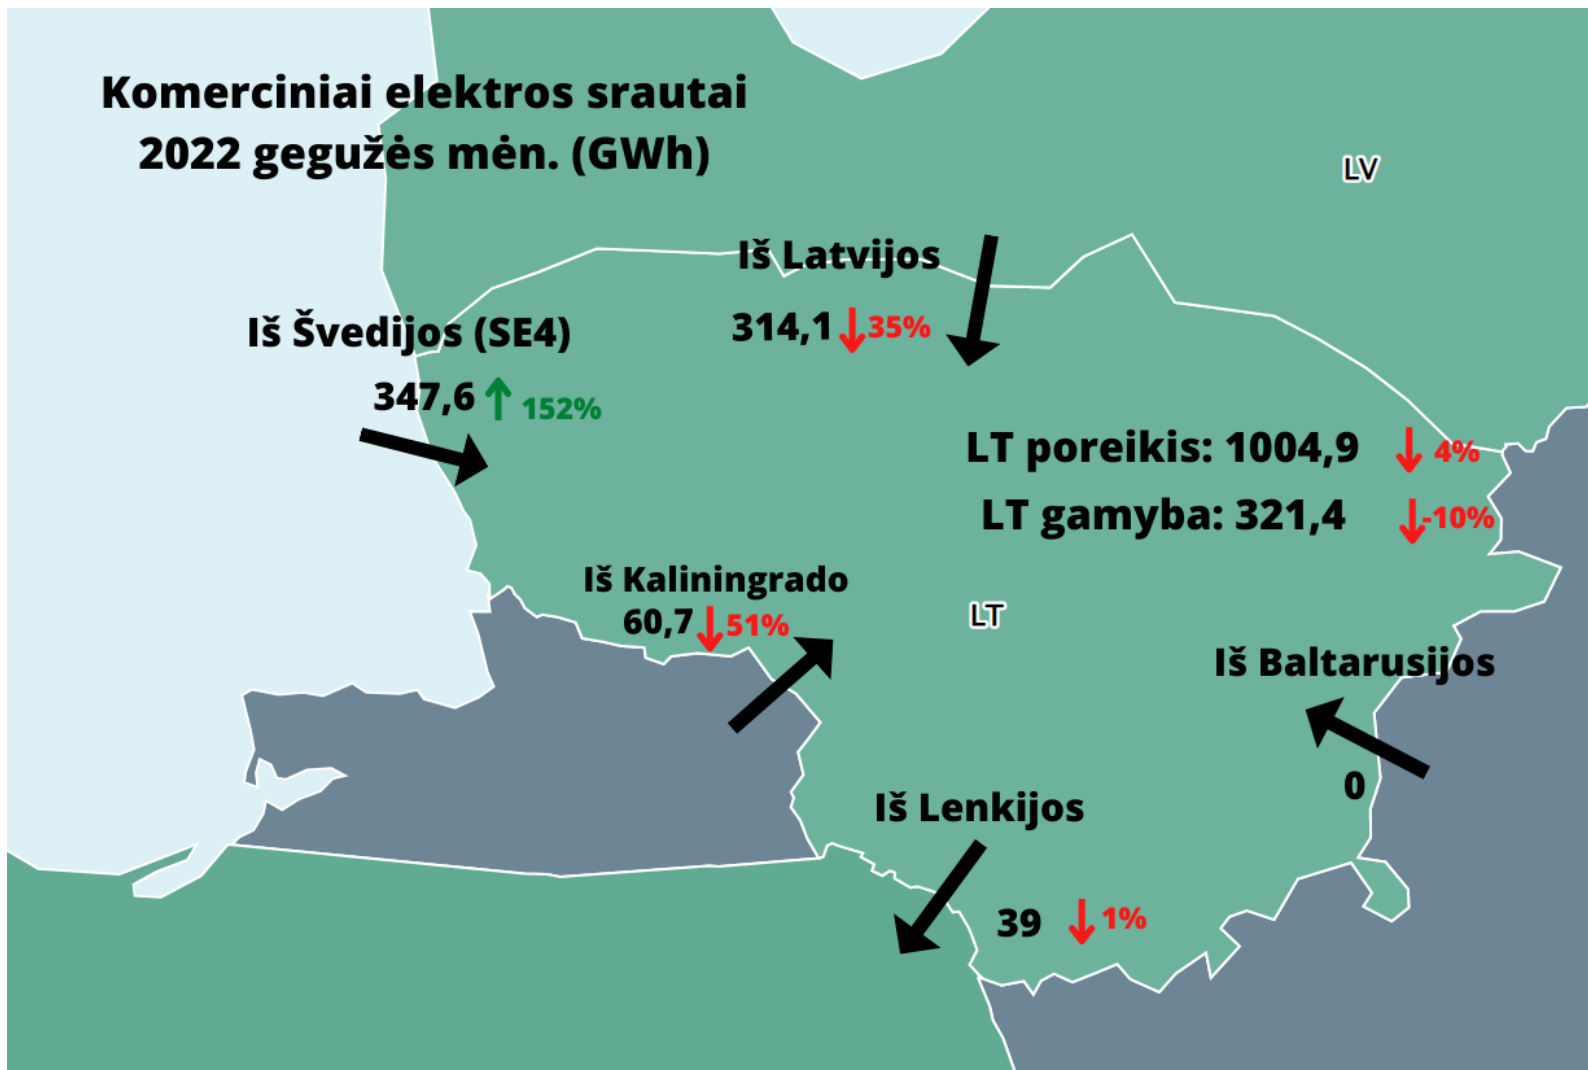 Komerciniai elektros srautai
2022 gegužės mėn. (GWh)
LV
Iš Latvijos
314,1 35%
Iš Švedijos (SE4)
347,6 152%
LT poreikis: 1004,9 4%
LT gamyba: 321,4 -10%
Iš Kaliningrado
60,7 51%
LT
Iš Baltarusijos
0
Iš Lenkijos
39 1%